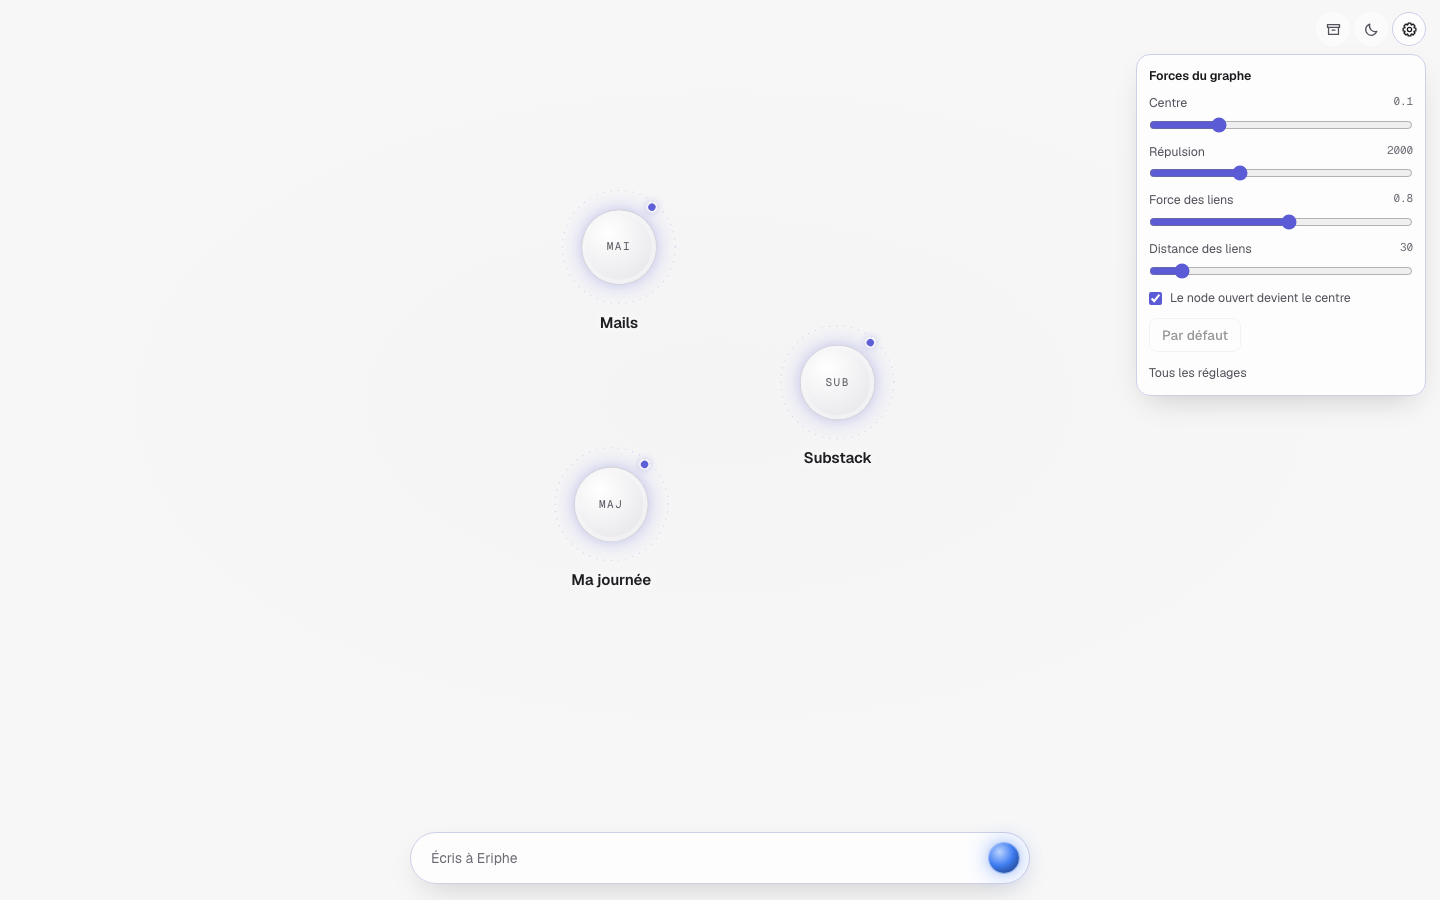 Forces du graphe
Centre 0.1
Répulsion 2000
Force des liens 0.8
Distance des liens 30
Le node ouvert devient le centre
Par défaut
Tous les réglages
MAI
Mails
SUB
Substack
MAJ
Ma journée
Écris à Eriphe